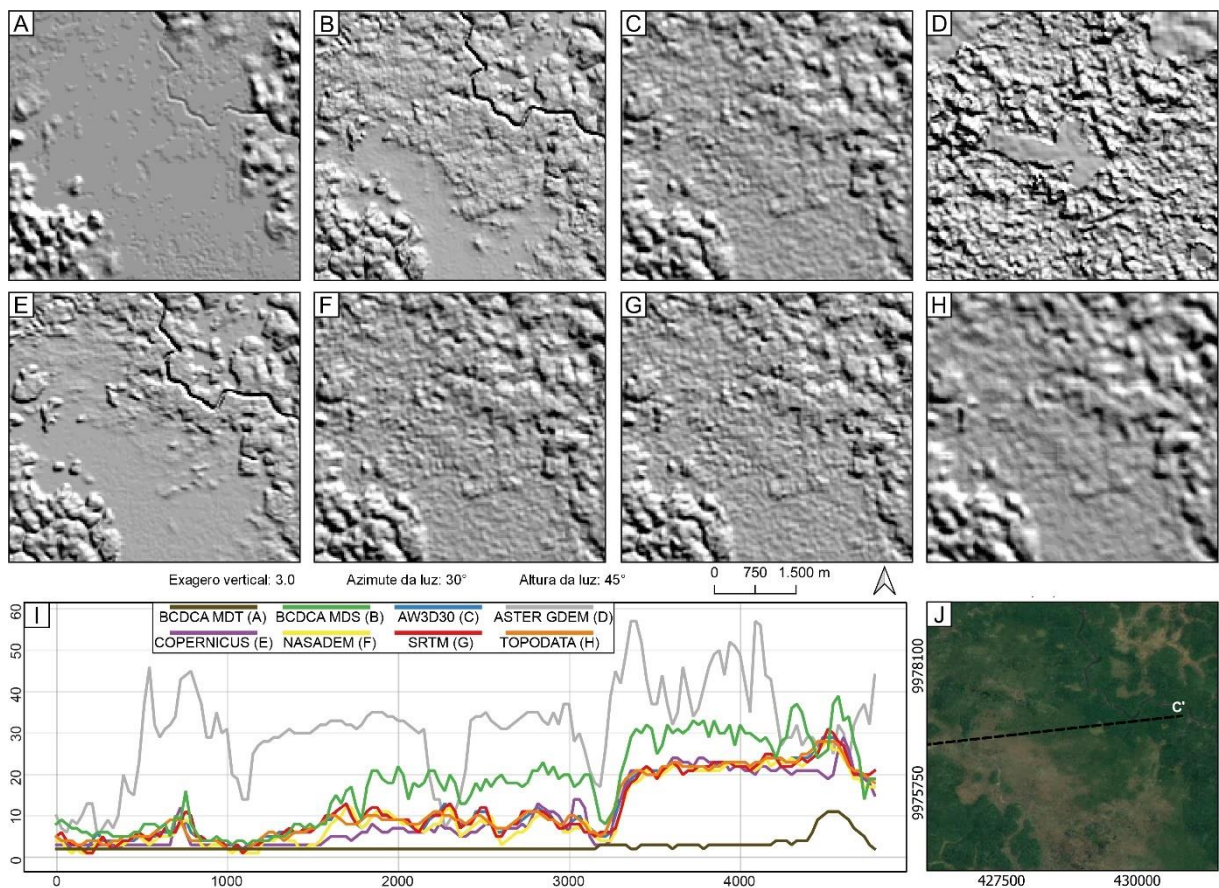 A
B
C
D
E
F
G
H
Exagero vertical: 3.0 Azimute da luz: 30° Altura da luz: 45°
0 750 1.500 m
I
BCDCA MDT (A) BCDCA MDS (B) AW3D30 (C) ASTER GDEM (D)
COPERNICUS (E) NASADEM (F) SRTM (G) TOPODATA (H)
60
50
40
30
20
10
0
0 1000 2000 3000 4000
J
C'
9978100
9975750
427500 430000